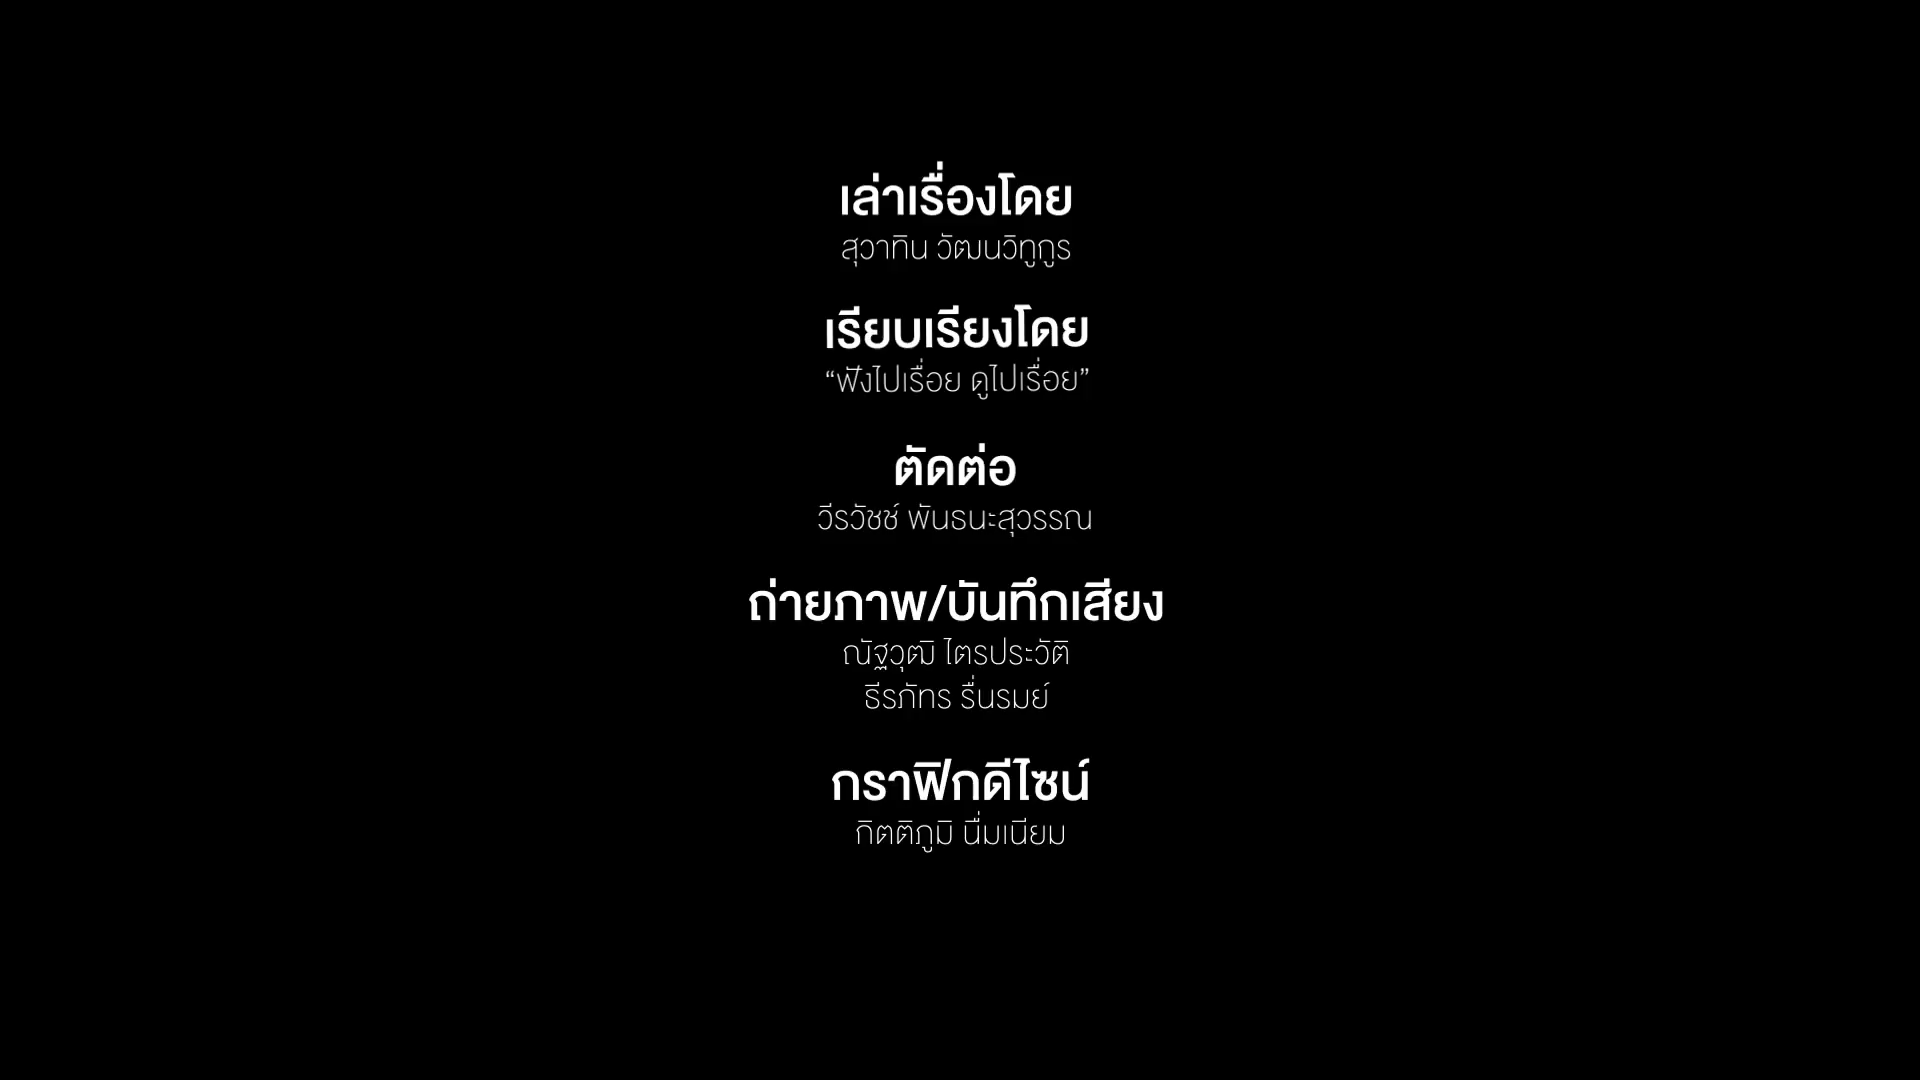 เล่าเรื่องโดย
สุวาทิน วัฒนวิทูกูร
เรียบเรียงโดย
“ฟังไปเรื่อย ดูไปเรื่อย”
ตัดต่อ
วีรวัชช์ พันธนะสุวรรณ
ถ่ายภาพ/บันทึกเสียง
ณัฐวุฒิ ไตรประวัติ
ธีรภัทร รื่นรมย์
กราฟิกดีไซน์
กิตติภูมิ นื่มเนียม